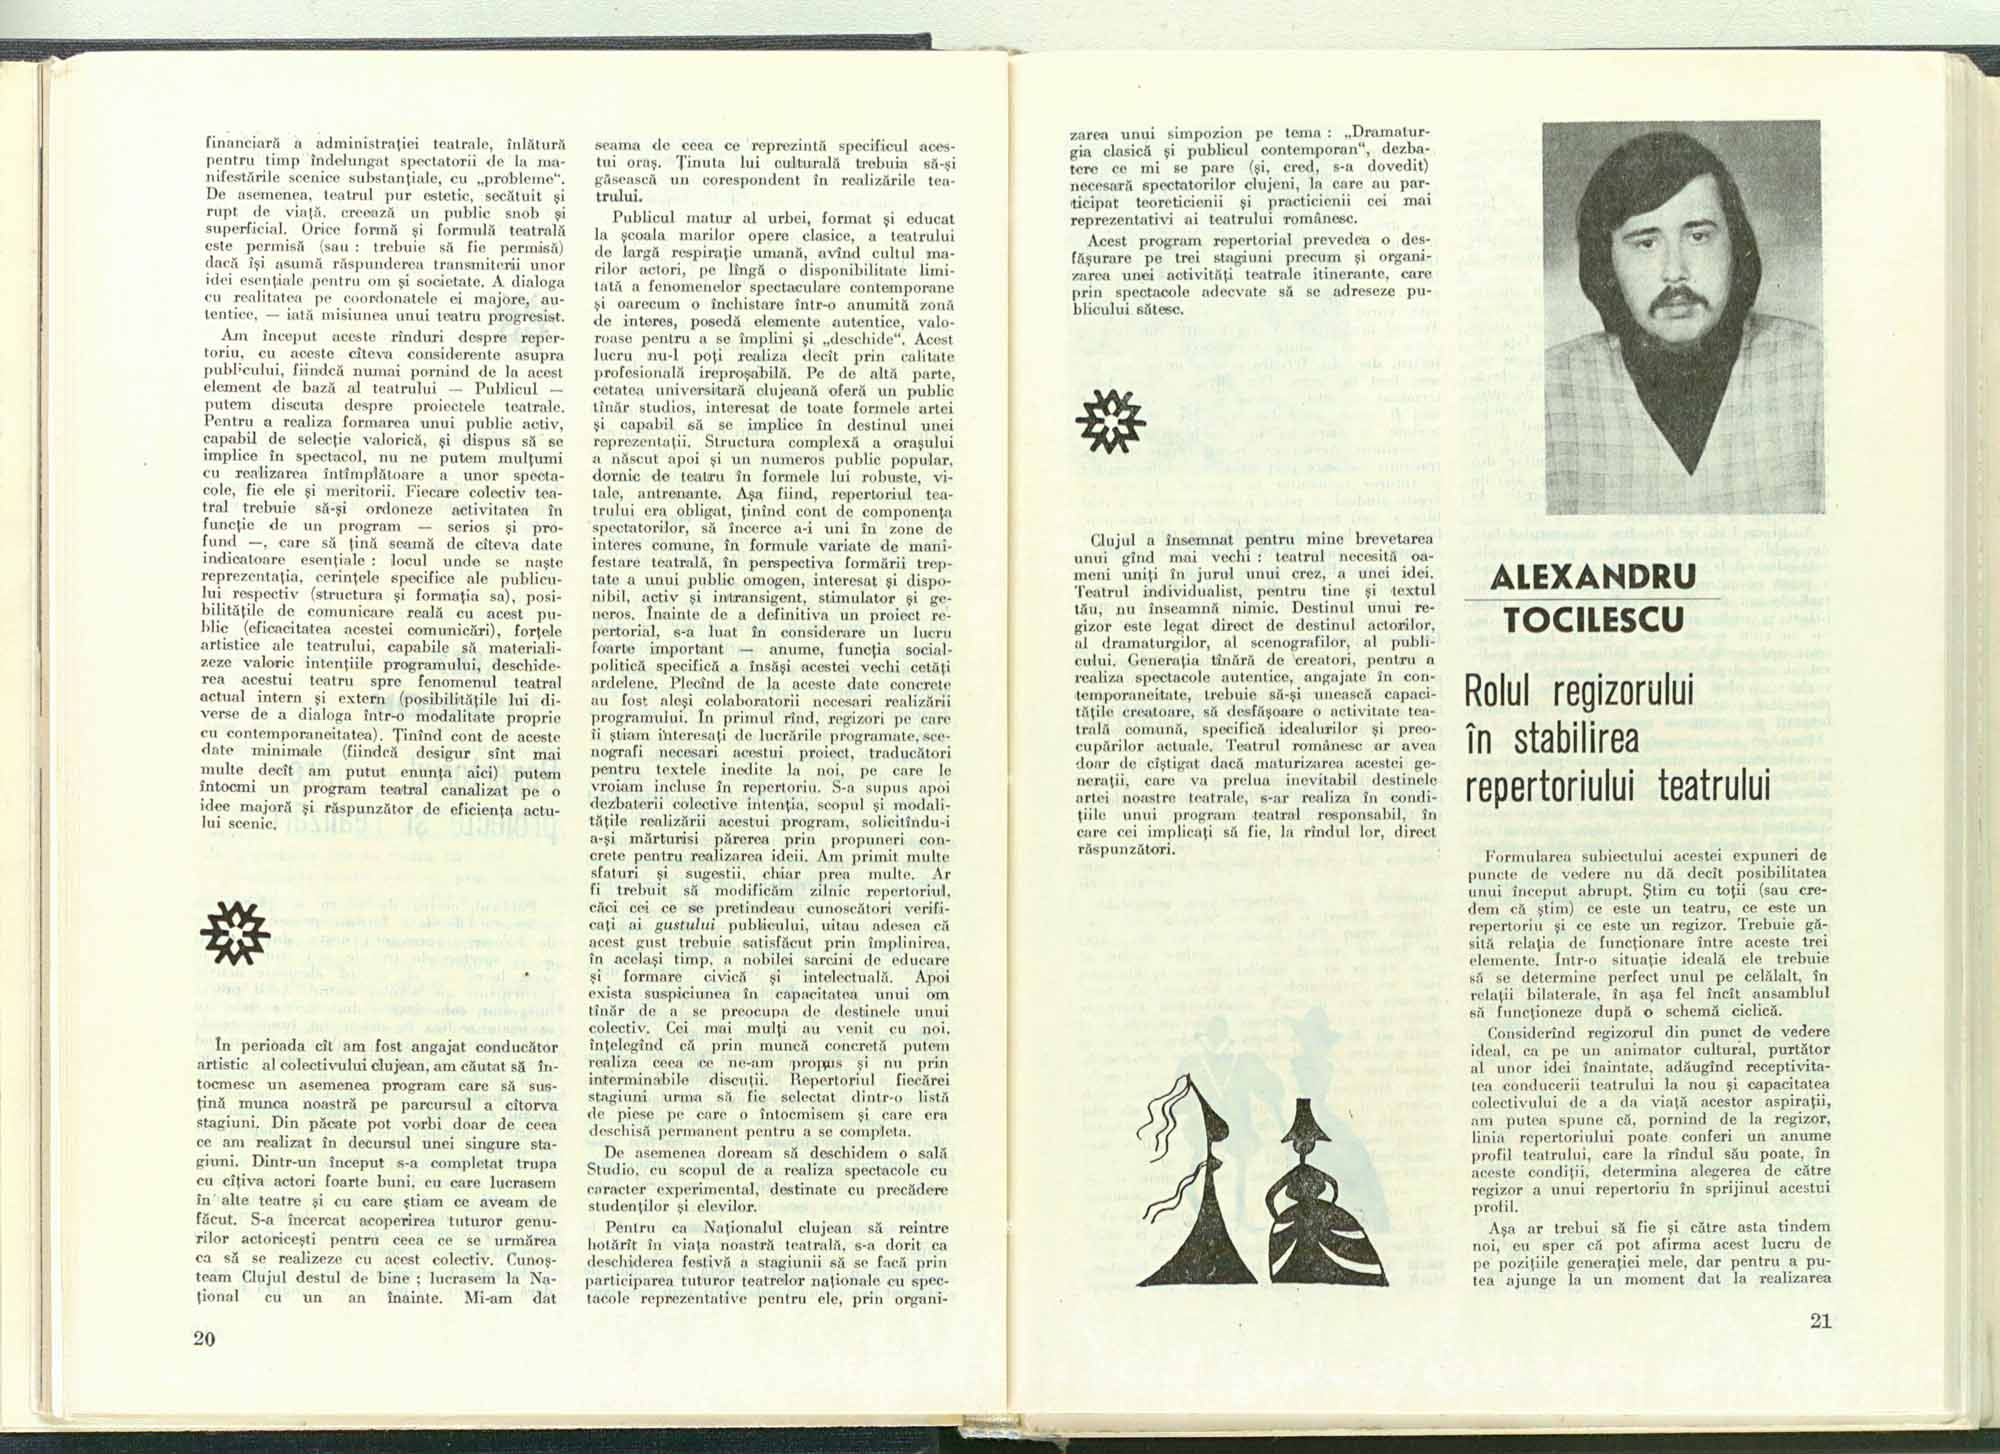 financiară a administrației teatrale, înlătură
pentru timp îndelungat spectatorii de la ma-
nifestările scenice substanțiale, cu „probleme“.
De asemenea, teatrul pur estetic, secătuit și
rupt de viață, creează un public snob și
superficial. Orice formă și formulă teatrală
este permisă (sau : trebuie să fie permisă)
dacă își asumă răspunderea transmiterii unor
idei esențiale pentru om și societate. A dialoga
cu realitatea pe coordonatele ei majore, au-
tentice, — iată misiunea unui teatru progresist.
Am început aceste rînduri despre reper-
toriu, cu aceste cîteva considerente asupra
publicului, fiindcă numai pornind de la acest
element de bază al teatrului — Publicul —
putem discuta despre proiectele teatrale.
Pentru a realiza formarea unui public activ,
capabil de selecție valorică, și dispus să se
implice în spectacol, nu ne putem mulțumi
cu realizarea întîmplătoare a unor specta-
cole, fie ele și meritorii. Fiecare colectiv tea-
tral trebuie să-și ordoneze activitatea în
funcție de un program — serios și pro-
fund —, care să țină seamă de cîteva date
indicatoare esențiale : locul unde se naște
reprezentația, cerințele specifice ale publicu-
lui respectiv (structura și formația sa), posi-
bilitățile de comunicare reală cu acest pu-
blic (eficacitatea acestei comunicări), forțele
artistice ale teatrului, capabile să materiali-
zeze valoric intențiile programului, deschide-
rea acestui teatru spre fenomenul teatral
actual intern și extern (posibilitățile lui di-
verse de a dialoga într-o modalitate proprie
cu contemporaneitatea). Ținînd cont de aceste
date minimale (fiindcă desigur sînt mai
multe decît am putut enunța aici) putem
întocmi un program teatral canalizat pe o
idee majoră și răspunzător de eficiența actu-
lui scenic.
În perioada cît am fost angajat conducător
artistic al colectivului clujean, am căutat să în-
tocmesc un asemenea program care să sus-
țină munca noastră pe parcursul a cîtorva
stagiuni. Din păcate pot vorbi doar de ceea
ce am realizat în decursul unei singure sta-
giuni. Dintr-un început s-a completat trupa
cu cîțiva actori foarte buni, cu care lucrasem
în alte teatre și cu care știam ce aveam de
făcut. S-a încercat acoperirea tuturor genu-
rilor actoricești pentru ceea ce se urmărea
ca să se realizeze cu acest colectiv. Cunoș-
team Clujul destul de bine ; lucrasem la Na-
țional cu un an înainte. Mi-am dat
20
seama de ceea ce reprezintă specificul aces-
tui oraș. Ținuta lui culturală trebuia să-și
găsească un corespondent în realizările tea-
trului.
Publicul matur al urbei, format și educat
la școala marilor opere clasice, a teatrului
de largă respirație umană, avînd cultul ma-
rilor actori, pe lîngă o disponibilitate limi-
tată a fenomenelor spectaculare contemporane
și oarecum o închistare într-o anumită zonă
de interes, posedă elemente autentice, valo-
roase pentru a se împlini și „deschide“. Acest
lucru nu-l poți realiza decît prin calitate
profesională ireproșabilă. Pe de altă parte,
cetatea universitară clujeană oferă un public
tînăr studios, interesat de toate formele artei
și capabil să se implice în destinul unei
reprezentații. Structura complexă a orașului
a născut apoi și un numeros public popular,
dornic de teatru în formele lui robuste, vi-
tale, antrenante. Așa fiind, repertoriul tea-
trului era obligat, ținînd cont de componența
spectatorilor, să încerce a-i uni în zone de
interes comune, în formule variate de mani-
festare teatrală, în perspectiva formării trep-
tate a unui public omogen, interesat și dispo-
nibil, activ și intransigent, stimulator și ge-
neros. Înainte de a definitiva un proiect re-
pertorial, s-a luat în considerare un lucru
foarte important — anume, funcția social-
politică specifică a însăși acestei vechi cetăți
ardelene. Plecînd de la aceste date concrete
au fost aleși colaboratorii necesari realizării
programului. În primul rînd, regizori pe care
îi știam interesați de lucrările programate, sce-
nografi necesari acestui proiect, traducători
pentru textele inedite la noi, pe care le
vroiam incluse în repertoriu. S-a supus apoi
dezbaterii colective intenția, scopul și modali-
tățile realizării acestui program, solicitîndu-i
a-și mărturisi părerea prin propuneri con-
crete pentru realizarea ideii. Am primit multe
sfaturi și sugestii, chiar prea multe. Ar
fi trebuit să modificăm zilnic repertoriul,
căci cei ce se pretindeau cunoscători verifi-
cați ai gustului publicului, uitau adesea că
acest gust trebuie satisfăcut prin împlinirea,
în același timp, a nobilei sarcini de educare
și formare civică și intelectuală. Apoi
exista suspiciunea în capacitatea unui om
tînăr de a se preocupa de destinele unui
colectiv. Cei mai mulți au venit cu noi,
înțelegînd că prin muncă concretă putem
realiza ceea ce ne-am propus și nu prin
interminabile discuții. Repertoriul fiecărei
stagiuni urma să fie selectat dintr-o listă
de piese pe care o întocmisem și care era
deschisă permanent pentru a se completa.
De asemenea doream să deschidem o sală
Studio, cu scopul de a realiza spectacole cu
caracter experimental, destinate cu precădere
studenților și elevilor.
Pentru ca Naționalul clujean să reintre
hotărît în viața noastră teatrală, s-a dorit ca
deschiderea festivă a stagiunii să se facă prin
participarea tuturor teatrelor naționale cu spec-
tacole reprezentative pentru ele, prin organi-
zarea unui simpozion pe tema : „Dramatur-
gia clasică și publicul contemporan“, dezba-
tere ce mi se pare (și, cred, s-a dovedit)
necesară spectatorilor clujeni, la care au par-
ticipat teoreticienii și practicienii cei mai
reprezentativi ai teatrului românesc.
Acest program repertorial prevedea o des-
fășurare pe trei stagiuni precum și organi-
zarea unei activități teatrale itinerante, care
prin spectacole adecvate să se adreseze pu-
blicului sătesc.
Clujul a însemnat pentru mine brevetarea
unui gînd mai vechi : teatrul necesită oa-
meni uniți în jurul unui crez, a unei idei.
Teatrul individualist, pentru tine și textul
tău, nu înseamnă nimic. Destinul unui re-
gizor este legat direct de destinul actorilor,
al dramaturgilor, al scenografilor, al publi-
cului. Generația tînără de creatori, pentru a
realiza spectacole autentice, angajate în con-
temporaneitate, trebuie să-și unească capaci-
tățile creatoare, să desfășoare o activitate tea-
trală comună, specifică idealurilor și preo-
cupărilor actuale. Teatrul românesc ar avea
doar de cîștigat dacă maturizarea acestei ge-
nerații, care va prelua inevitabil destinele
artei noastre teatrale, s-ar realiza în condi-
țiile unui program teatral responsabil, în
care cei implicați să fie, la rîndul lor, direct
răspunzători.
ALEXANDRU
TOCILESCU
Rolul regizorului
în stabilirea
repertoriului teatrului
Formularea subiectului acestei expuneri de
puncte de vedere nu dă decît posibilitatea
unui început abrupt. Știm cu toții (sau cre-
dem că știm) ce este un teatru, ce este un
repertoriu și ce este un regizor. Trebuie gă-
sită relația de funcționare între aceste trei
elemente. Într-o situație ideală ele trebuie
să se determine perfect unul pe celălalt, în
relații bilaterale, în așa fel încît ansamblul
să funcționeze după o schemă ciclică.
Considerînd regizorul din punct de vedere
ideal, ca pe un animator cultural, purtător
al unor idei înaintate, adăugînd receptivita-
tea conducerii teatrului la nou și capacitatea
colectivului de a da viață acestor aspirații,
am putea spune că, pornind de la regizor,
linia repertoriului poate conferi un anume
profil teatrului, care la rîndul său poate, în
aceste condiții, determina alegerea de către
regizor a unui repertoriu în sprijinul acestui
profil.
Așa ar trebui să fie și către asta tindem
noi, eu sper că pot afirma acest lucru de
pe pozițiile generației mele, dar pentru a pu-
tea ajunge la un moment dat la realizarea
21